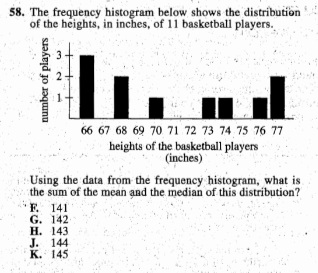 58. The frequency histogram below shows the distribution
of the heights, in inches, of 11 basketball players.
number of players
3
2
1
66 67 68 69 70 71 72 73 74 75 76 77
heights of the basketball players
(inches)
Using the data from the frequency histogram, what is
the sum of the mean and the median of this distribution?
F. 141
G. 142
H. 143
J. 144
K. 145